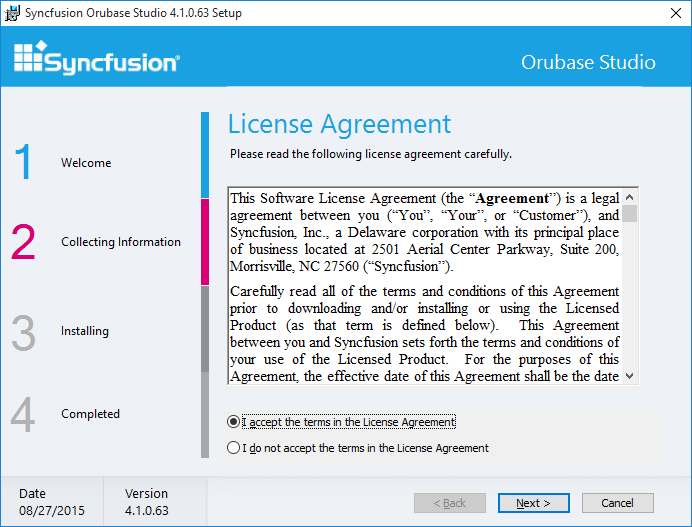 Syncfusion Orubase Studio 4.1.0.63 Setup
Syncfusion®
Orubase Studio
1 Welcome
2 Collecting Information
3 Installing
4 Completed
License Agreement
Please read the following license agreement carefully.
This Software License Agreement (the “Agreement”) is a legal
agreement between you (“You”, “Your”, or “Customer”), and
Syncfusion, Inc., a Delaware corporation with its principal place
of business located at 2501 Aerial Center Parkway, Suite 200,
Morrisville, NC 27560 (“Syncfusion”).
Carefully read all of the terms and conditions of this Agreement
prior to downloading and/or installing or using the Licensed
Product (as that term is defined below). This Agreement
between you and Syncfusion sets forth the terms and conditions of
your use of the Licensed Product. For the purposes of this
Agreement, the effective date of this Agreement shall be the date
I accept the terms in the License Agreement
I do not accept the terms in the License Agreement
Date
08/27/2015
Version
4.1.0.63
< Back
Next >
Cancel